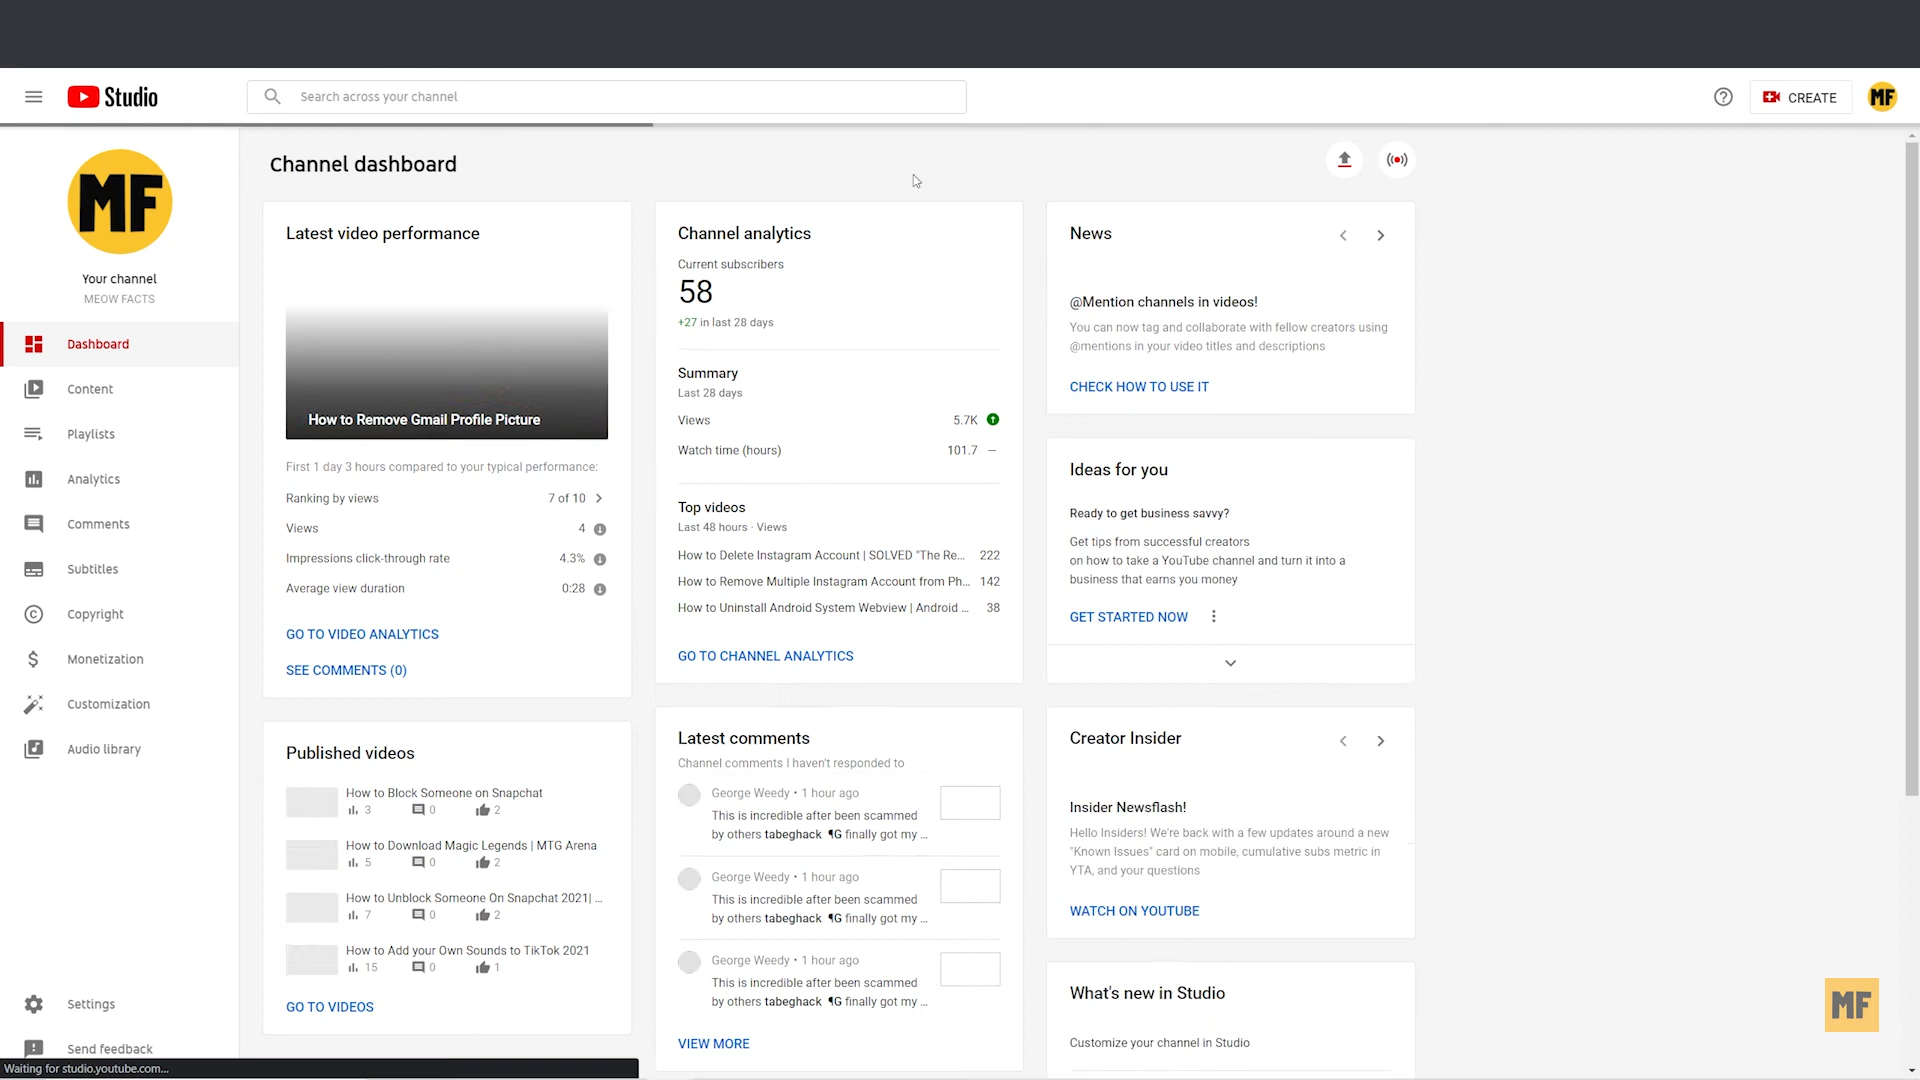 Studio
Search across your channel
CREATE
MF
MF
Your channel
MEOW FACTS
Dashboard
Content
Playlists
Analytics
Comments
Subtitles
Copyright
Monetization
Customization
Audio library
Settings
Send feedback
Waiting for studio.youtube.com...
Channel dashboard
Latest video performance
How to Remove Gmail Profile Picture
First 1 day 3 hours compared to your typical performance:
Ranking by views 7 of 10
Views 4
Impressions click-through rate 4.3%
Average view duration 0:28
GO TO VIDEO ANALYTICS
SEE COMMENTS (0)
Published videos
How to Block Someone on Snapchat
3 0 2
How to Download Magic Legends | MTG Arena
5 0 2
How to Unblock Someone On Snapchat 2021| ...
7 0 2
How to Add your Own Sounds to TikTok 2021
15 0 1
GO TO VIDEOS
Channel analytics
Current subscribers
58
+27 in last 28 days
Summary
Last 28 days
Views 5.7K
Watch time (hours) 101.7 —
Top videos
Last 48 hours · Views
How to Delete Instagram Account | SOLVED "The Re... 222
How to Remove Multiple Instagram Account from Ph... 142
How to Uninstall Android System Webview | Android ... 38
GO TO CHANNEL ANALYTICS
Latest comments
Channel comments I haven't responded to
George Weedy • 1 hour ago
This is incredible after been scammed
by others tabeghack ¶G finally got my ...
George Weedy • 1 hour ago
This is incredible after been scammed
by others tabeghack ¶G finally got my ...
George Weedy • 1 hour ago
This is incredible after been scammed
by others tabeghack ¶G finally got my ...
VIEW MORE
News
@Mention channels in videos!
You can now tag and collaborate with fellow creators using
@mentions in your video titles and descriptions
CHECK HOW TO USE IT
Ideas for you
Ready to get business savvy?
Get tips from successful creators
on how to take a YouTube channel and turn it into a
business that earns you money
GET STARTED NOW
Creator Insider
Insider Newsflash!
Hello Insiders! We're back with a few updates around a new
"Known Issues" card on mobile, cumulative subs metric in
YTA, and your questions
WATCH ON YOUTUBE
What's new in Studio
Customize your channel in Studio
MF